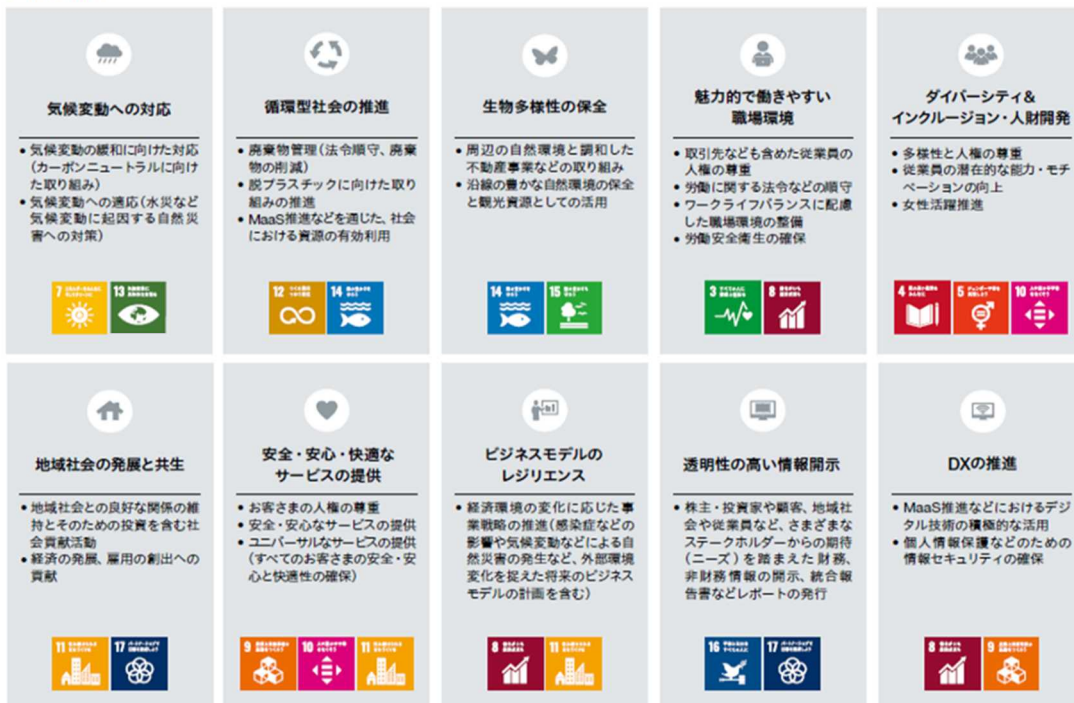 気候変動への対応
• 気候変動の緩和に向けた対応
(カーボンニュートラルに向け
た取り組み)
• 気候変動への適応(水災など
気候変動に起因する自然災
害への対策)
7
13
循環型社会の推進
• 廃棄物管理(法令順守、廃棄
物の削減)
• 脱プラスチックに向けた取り
組みの推進
• MaaS推進などを通じた、社会
における資源の有効利用
12
14
生物多様性の保全
• 周辺の自然環境と調和した
不動産事業などの取り組み
• 沿線の豊かな自然環境の保全
と観光資源としての活用
14
15
魅力的で働きやすい
職場環境
• 取引先なども含めた従業員の
人権の尊重
• 労働に関する法令などの順守
• ワークライフバランスに配慮
した職場環境の整備
• 労働安全衛生の確保
3
8
ダイバーシティ&
インクルージョン・人財開発
• 多様性と人権の尊重
• 従業員の潜在的な能力・モチ
ベーションの向上
• 女性活躍推進
4
5
10
地域社会の発展と共生
• 地域社会との良好な関係の維
持とそのための投資を含む社
会貢献活動
• 経済の発展、雇用の創出への
貢献
11
17
安全・安心・快適な
サービスの提供
• お客さまの人権の尊重
• 安全・安心なサービスの提供
• ユニバーサルなサービスの提供
(すべてのお客さまの安全・安
心と快適性の確保)
9
10
11
ビジネスモデルの
レジリエンス
• 経済環境の変化に応じた事
業戦略の推進(感染症などの
影響や気候変動などによる自
然災害の発生など、外部環境
変化を捉えた将来のビジネス
モデルの計画を含む)
8
11
透明性の高い情報開示
• 株主・投資家や顧客、地域社
会や従業員など、さまざまな
ステークホルダーからの期待
(ニーズ)を踏まえた財務、
非財務情報の開示、統合報
告書などレポートの発行
16
17
DXの推進
• MaaS推進などにおけるデジ
タル技術の積極的な活用
• 個人情報保護などのための
情報セキュリティの確保
8
9